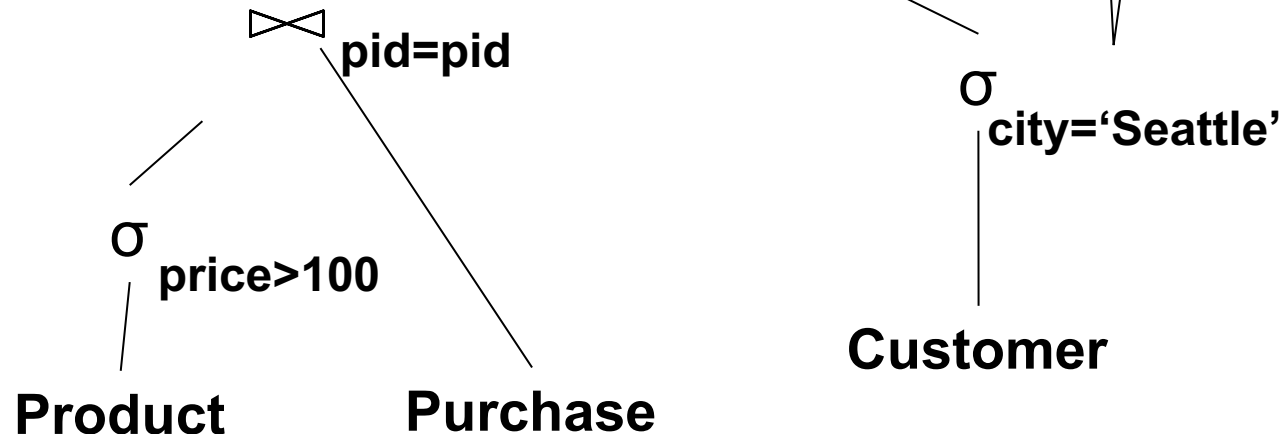 ⋈ pid=pid
σ city=‘Seattle’
σ price>100
Customer
Product
Purchase